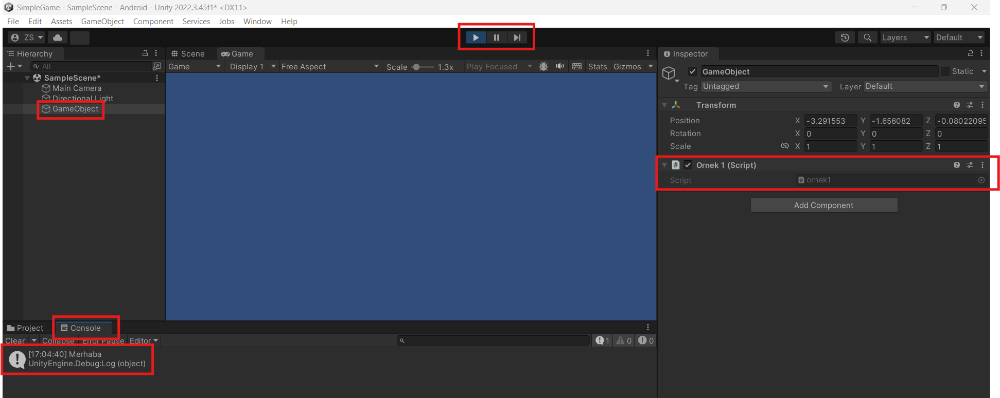 SimpleGame - SampleScene - Android - Unity 2022.3.45f1* <DX11>
File Edit Assets GameObject Component Services Jobs Window Help
ZS
Layers
Default
Hierarchy
All
SampleScene*
Main Camera
Directional Light
GameObject
Scene
Game
Game
Display 1
Free Aspect
Scale
1.3x
Play Focused
Stats
Gizmos
Inspector
GameObject
Static
Tag
Untagged
Layer
Default
Transform
Position X -3.291553 Y -1.656082 Z -0.08022095
Rotation X 0 Y 0 Z 0
Scale X 1 Y 1 Z 1
# Ornek 1 (Script)
Script
# ornek1
Add Component
Project
Console
Clear
Collapse
Error Pause
Editor
1
0
0
[17:04:40] Merhaba
UnityEngine.Debug:Log (object)